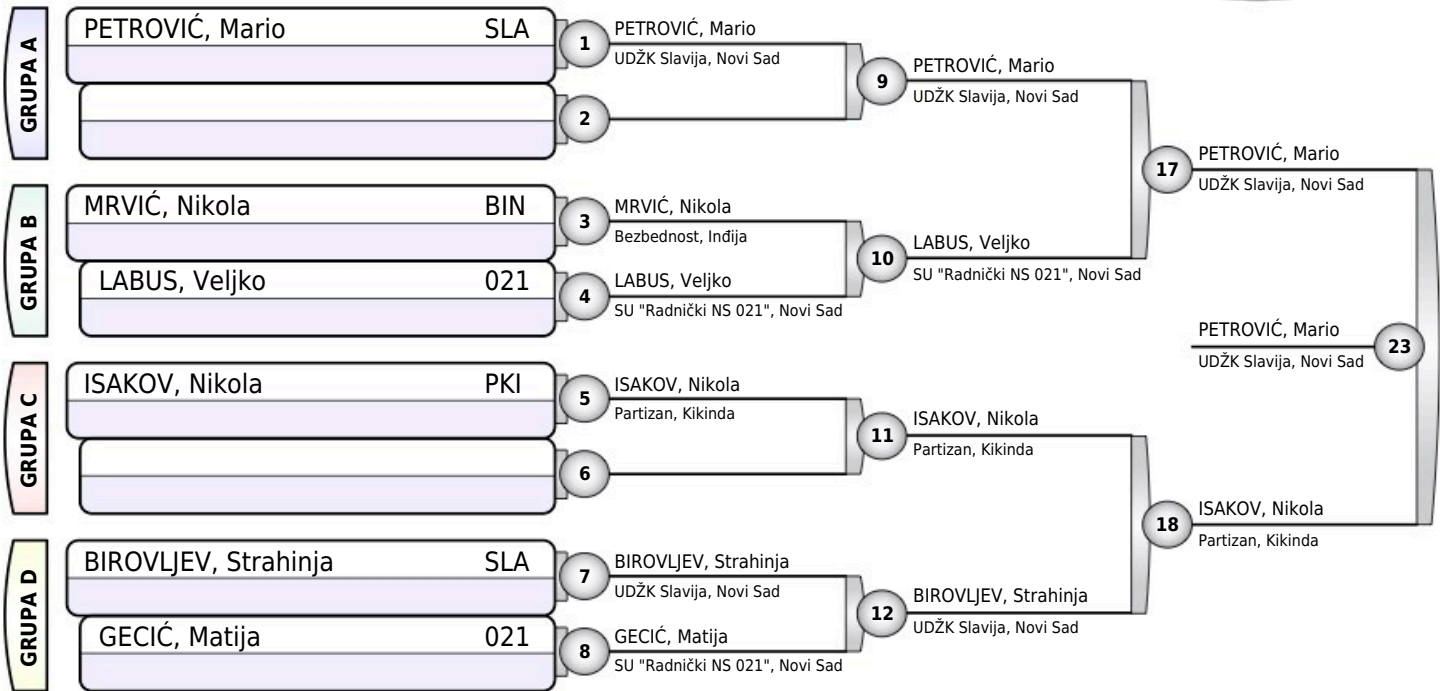 GRUPA A
PETROVIĆ, Mario SLA
1
2
PETROVIĆ, Mario
UDŽK Slavija, Novi Sad
9
PETROVIĆ, Mario
UDŽK Slavija, Novi Sad
GRUPA B
MRVIĆ, Nikola BIN
LABUS, Veljko 021
3
MRVIĆ, Nikola
Bezbednost, Inđija
4
LABUS, Veljko
SU "Radnički NS 021", Novi Sad
10
LABUS, Veljko
SU "Radnički NS 021", Novi Sad
17
PETROVIĆ, Mario
UDŽK Slavija, Novi Sad
GRUPA C
ISAKOV, Nikola PKI
5
ISAKOV, Nikola
Partizan, Kikinda
6
11
ISAKOV, Nikola
Partizan, Kikinda
GRUPA D
BIROVLJEV, Strahinja SLA
GECIĆ, Matija 021
7
BIROVLJEV, Strahinja
UDŽK Slavija, Novi Sad
8
GECIĆ, Matija
SU "Radnički NS 021", Novi Sad
12
BIROVLJEV, Strahinja
UDŽK Slavija, Novi Sad
18
ISAKOV, Nikola
Partizan, Kikinda
PETROVIĆ, Mario
UDŽK Slavija, Novi Sad
23